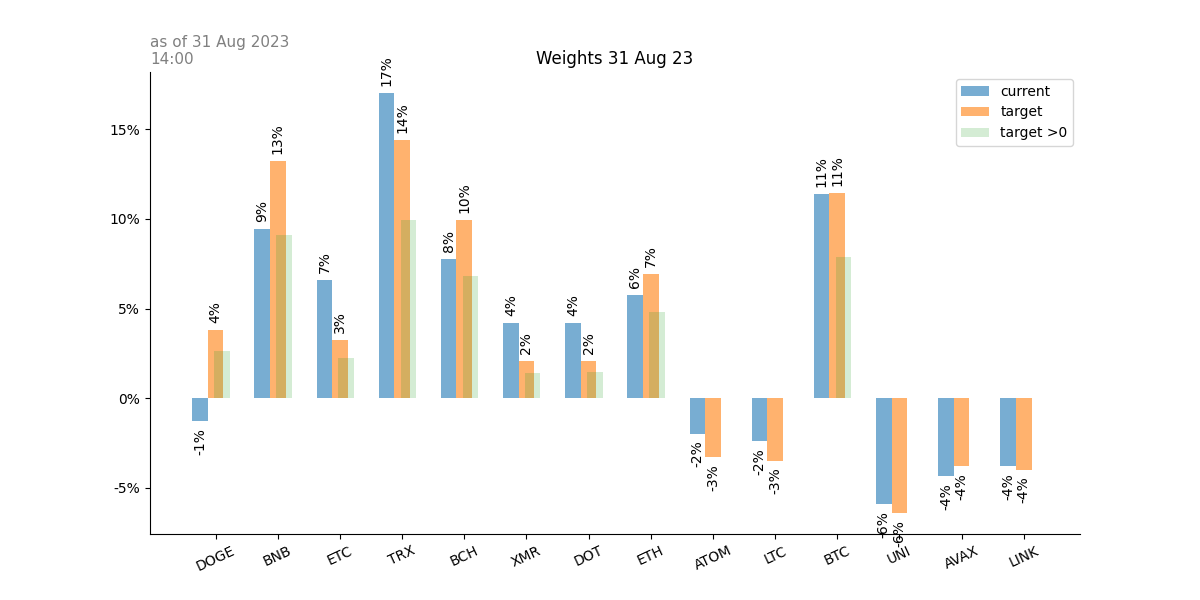 as of 31 Aug 2023
14:00
Weights 31 Aug 23
current
target
target >0
15%
10%
5%
0%
-5%
-1%
4%
9%
13%
7%
3%
17%
14%
8%
10%
4%
2%
4%
2%
6%
7%
-2%
-3%
-2%
-3%
11%
11%
-6%
-6%
-4%
-4%
-4%
-4%
DOGE
BNB
ETC
TRX
BCH
XMR
DOT
ETH
ATOM
LTC
BTC
UNI
AVAX
LINK